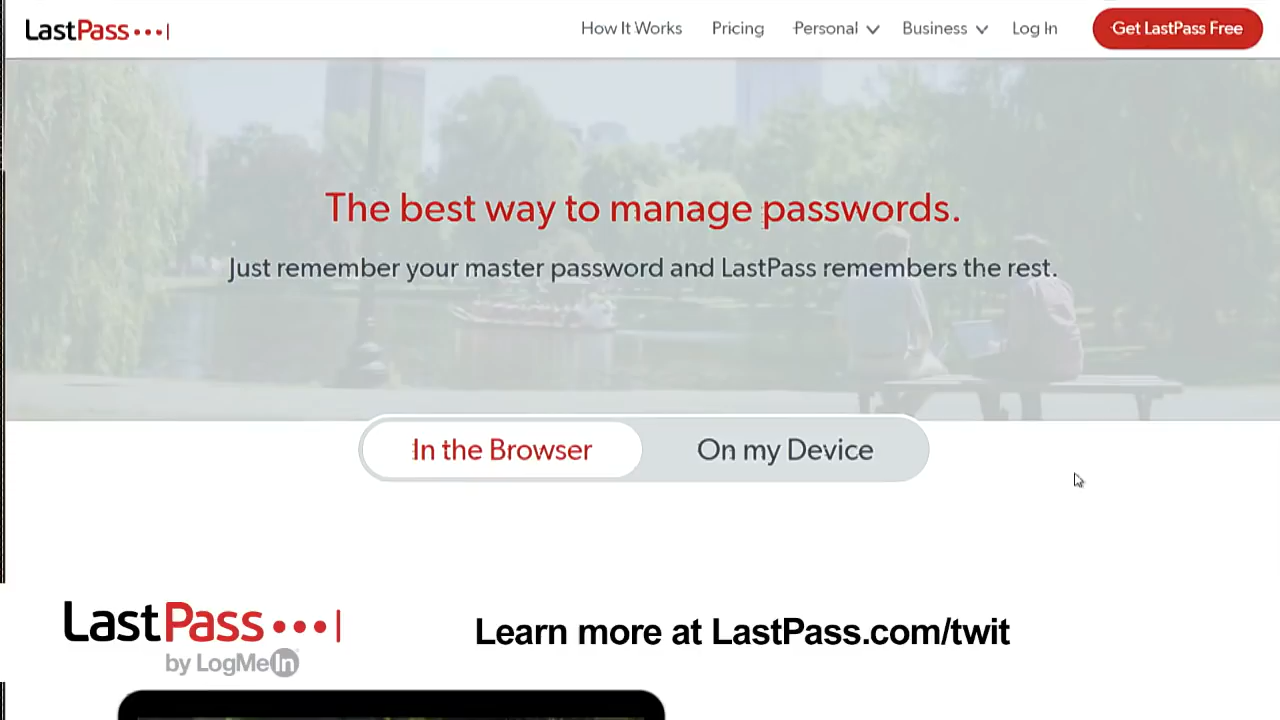 LastPass
How It Works
Pricing
Personal
Business
Log In
Get LastPass Free
The best way to manage passwords.
Just remember your master password and LastPass remembers the rest.
In the Browser
On my Device
LastPass
by LogMeIn
Learn more at LastPass.com/twit